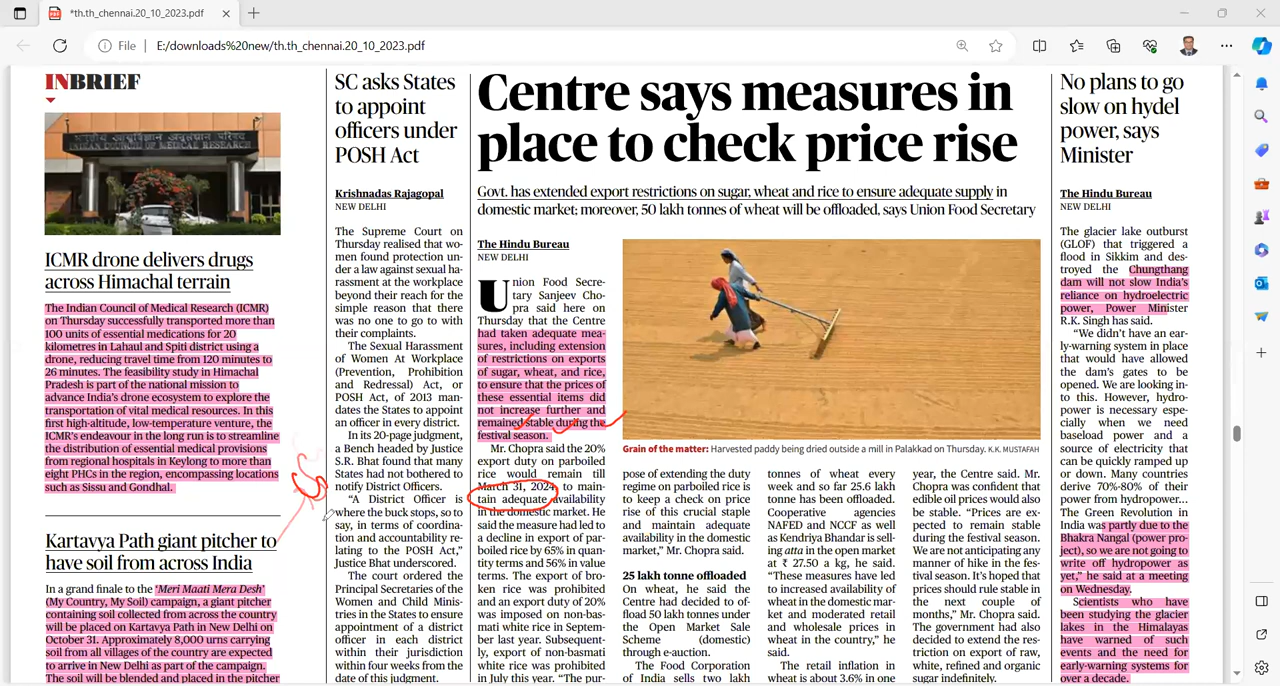 *th.th_chennai.20_10_2023.pdf
File
E:/downloads%20new/th.th_chennai.20_10_2023.pdf
INBRIEF
भारतीय आयुर्विज्ञान अनुसंधान परिषद
INDIAN COUNCIL OF MEDICAL RESEARCH
ICMR drone delivers drugs
across Himachal terrain
The Indian Council of Medical Research (ICMR)
on Thursday successfully transported more than
100 units of essential medications for 20
kilometres in Lahaul and Spiti district using a
drone, reducing travel time from 120 minutes to
26 minutes. The feasibility study in Himachal
Pradesh is part of the national mission to
advance India's drone ecosystem to explore the
transportation of vital medical resources. In this
first high-altitude, low-temperature venture, the
ICMR's endeavour in the long run is to streamline
the distribution of essential medical provisions
from regional hospitals in Keylong to more than
eight PHCs in the region, encompassing locations
such as Sissu and Gondhal.
Kartavya Path giant pitcher to
have soil from across India
In a grand finale to the 'Meri Maati Mera Desh'
(My Country, My Soil) campaign, a giant pitcher
containing soil collected from across the country
will be placed on Kartavya Path in New Delhi on
October 31. Approximately 8,000 urns carrying
soil from all villages of the country are expected
to arrive in New Delhi as part of the campaign.
The soil will be blended and placed in the pitcher
SC asks States
to appoint
officers under
POSH Act
Krishnadas Rajagopal
NEW DELHI
The Supreme Court on
Thursday realised that wo-
men found protection un-
der a law against sexual ha-
rassment at the workplace
beyond their reach for the
simple reason that there
was no one to go to with
their complaints.
The Sexual Harassment
of Women At Workplace
(Prevention, Prohibition
and Redressal) Act, or
POSH Act, of 2013 man-
dates the States to appoint
an officer in every district.
In its 20-page judgment,
a Bench headed by Justice
S.R. Bhat found that many
States had not bothered to
notify District Officers.
"A District Officer is
where the buck stops, so to
say, in terms of coordina-
tion and accountability re-
lating to the POSH Act,"
Justice Bhat underscored.
The court ordered the
Principal Secretaries of the
Women and Child Minis-
tries in the States to ensure
appointment of a district
officer in each district
within their jurisdiction
within four weeks from the
date of this judgment.
Centre says measures in
place to check price rise
Govt. has extended export restrictions on sugar, wheat and rice to ensure adequate supply in
domestic market; moreover, 50 lakh tonnes of wheat will be offloaded, says Union Food Secretary
The Hindu Bureau
NEW DELHI
Union Food Secre-
tary Sanjeev Cho-
pra said here on
Thursday that the Centre
had taken adequate mea-
sures, including extension
of restrictions on exports
of sugar, wheat, and rice,
to ensure that the prices of
these essential items did
not increase further and
remained stable during the
festival season.
Mr. Chopra said the 20%
export duty on parboiled
rice would remain till
March 31, 2024, to main-
tain adequate availability
in the domestic market. He
said the measure had led to
a decline in export of par-
boiled rice by 65% in quan-
tity terms and 56% in value
terms. The export of bro-
ken rice was prohibited
and an export duty of 20%
was imposed on non-bas-
mati white rice in Septem-
ber last year. Subsequent-
ly, export of non-basmati
white rice was prohibited
in July this year. "The pur-
Grain of the matter: Harvested paddy being dried outside a mill in Palakkad on Thursday. K.K. MUSTAFAH
pose of extending the duty
regime on parboiled rice is
to keep a check on price
rise of this crucial staple
and maintain adequate
availability in the domestic
market," Mr. Chopra said.
25 lakh tonne offloaded
On wheat, he said the
Centre had decided to of-
fload 50 lakh tonnes under
the Open Market Sale
Scheme (domestic)
through e-auction.
The Food Corporation
of India sells two lakh
tonnes of wheat every
week and so far 25.6 lakh
tonne has been offloaded.
Cooperative agencies
NAFED and NCCF as well
as Kendriya Bhandar is sell-
ing atta in the open market
at ₹ 27.50 a kg, he said.
"These measures have led
to increased availability of
wheat in the domestic mar-
ket and moderated retail
and wholesale prices in
wheat in the country," he
said.
The retail inflation in
wheat is about 3.6% in one
year, the Centre said. Mr.
Chopra was confident that
edible oil prices would also
be stable. "Prices are ex-
pected to remain stable
during the festival season.
We are not anticipating any
manner of hike in the festi-
val season. It's hoped that
prices should rule stable in
the next couple of
months," Mr. Chopra said.
The government had also
decided to extend the res-
triction on export of raw,
white, refined and organic
sugar indefinitely.
No plans to go
slow on hydel
power, says
Minister
The Hindu Bureau
NEW DELHI
The glacier lake outburst
(GLOF) that triggered a
flood in Sikkim and des-
troyed the Chungthang
dam will not slow India's
reliance on hydroelectric
power, Power Minister
R.K. Singh has said.
"We didn't have an ear-
ly-warning system in place
that would have allowed
the dam's gates to be
opened. We are looking in-
to this. However, hydro-
power is necessary espe-
cially when we need
baseload power and a
source of electricity that
can be quickly ramped up
or down. Many countries
derive 70%-80% of their
power from hydropower...
The Green Revolution in
India was partly due to the
Bhakra Nangal (power pro-
ject), so we are not going to
write off hydropower as
yet," he said at a meeting
on Wednesday.
Scientists who have
been studying the glacier
lakes in the Himalayas
have warned of such
events and the need for
early-warning systems for
over a decade.